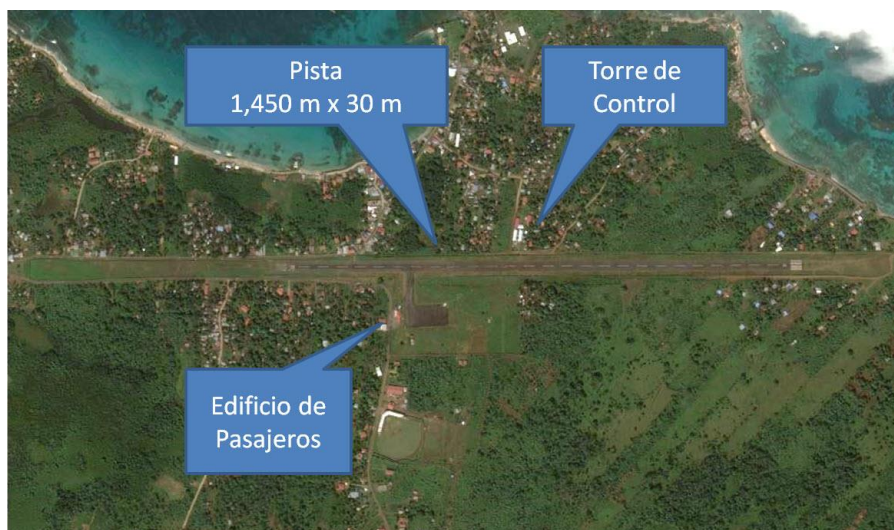 Pista
1,450 m x 30 m
Torre de
Control
Edificio de
Pasajeros